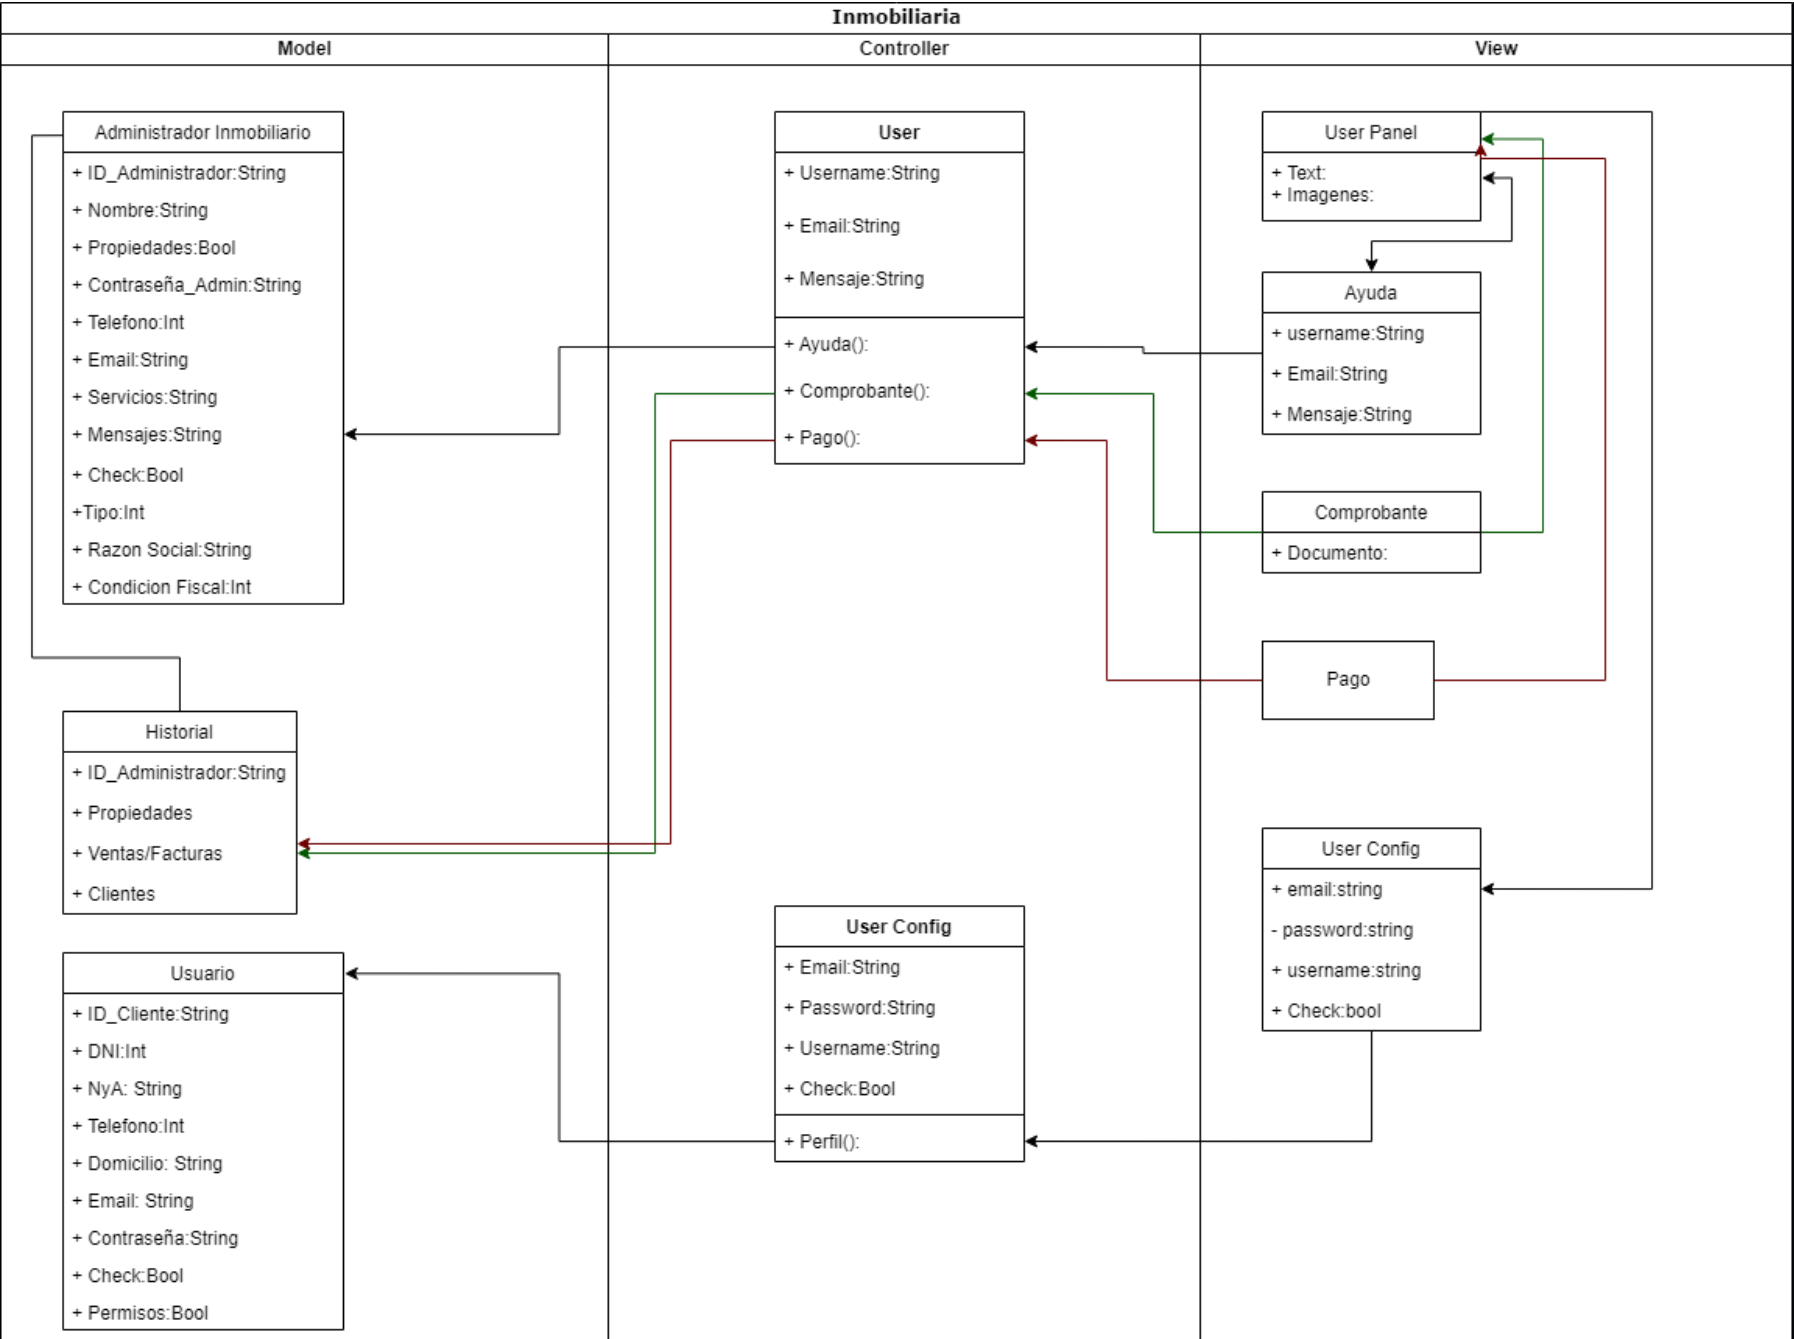 Inmobiliaria
Model
Controller
View
Administrador Inmobiliario
+ ID_Administrador:String
+ Nombre:String
+ Propiedades:Bool
+ Contraseña_Admin:String
+ Telefono:Int
+ Email:String
+ Servicios:String
+ Mensajes:String
+ Check:Bool
+Tipo:Int
+ Razon Social:String
+ Condicion Fiscal:Int
Historial
+ ID_Administrador:String
+ Propiedades
+ Ventas/Facturas
+ Clientes
Usuario
+ ID_Cliente:String
+ DNI:Int
+ NyA: String
+ Telefono:Int
+ Domicilio: String
+ Email: String
+ Contraseña:String
+ Check:Bool
+ Permisos:Bool
User
+ Username:String
+ Email:String
+ Mensaje:String
+ Ayuda():
+ Comprobante():
+ Pago():
User Config
+ Email:String
+ Password:String
+ Username:String
+ Check:Bool
+ Perfil():
User Panel
+ Text:
+ Imagenes:
Ayuda
+ username:String
+ Email:String
+ Mensaje:String
Comprobante
+ Documento:
Pago
User Config
+ email:string
- password:string
+ username:string
+ Check:bool